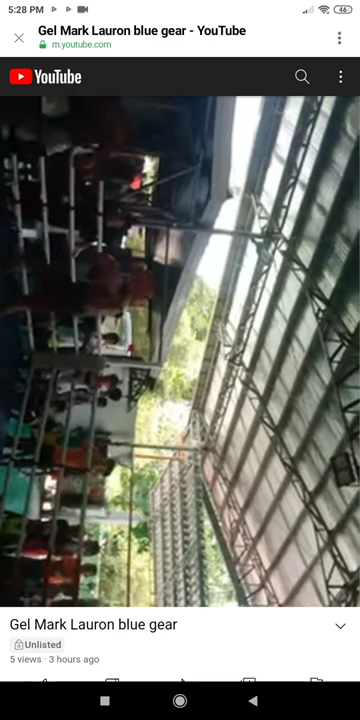 5:28 PM
46
Gel Mark Lauron blue gear - YouTube
m.youtube.com
YouTube
Gel Mark Lauron blue gear
Unlisted
5 views · 3 hours ago